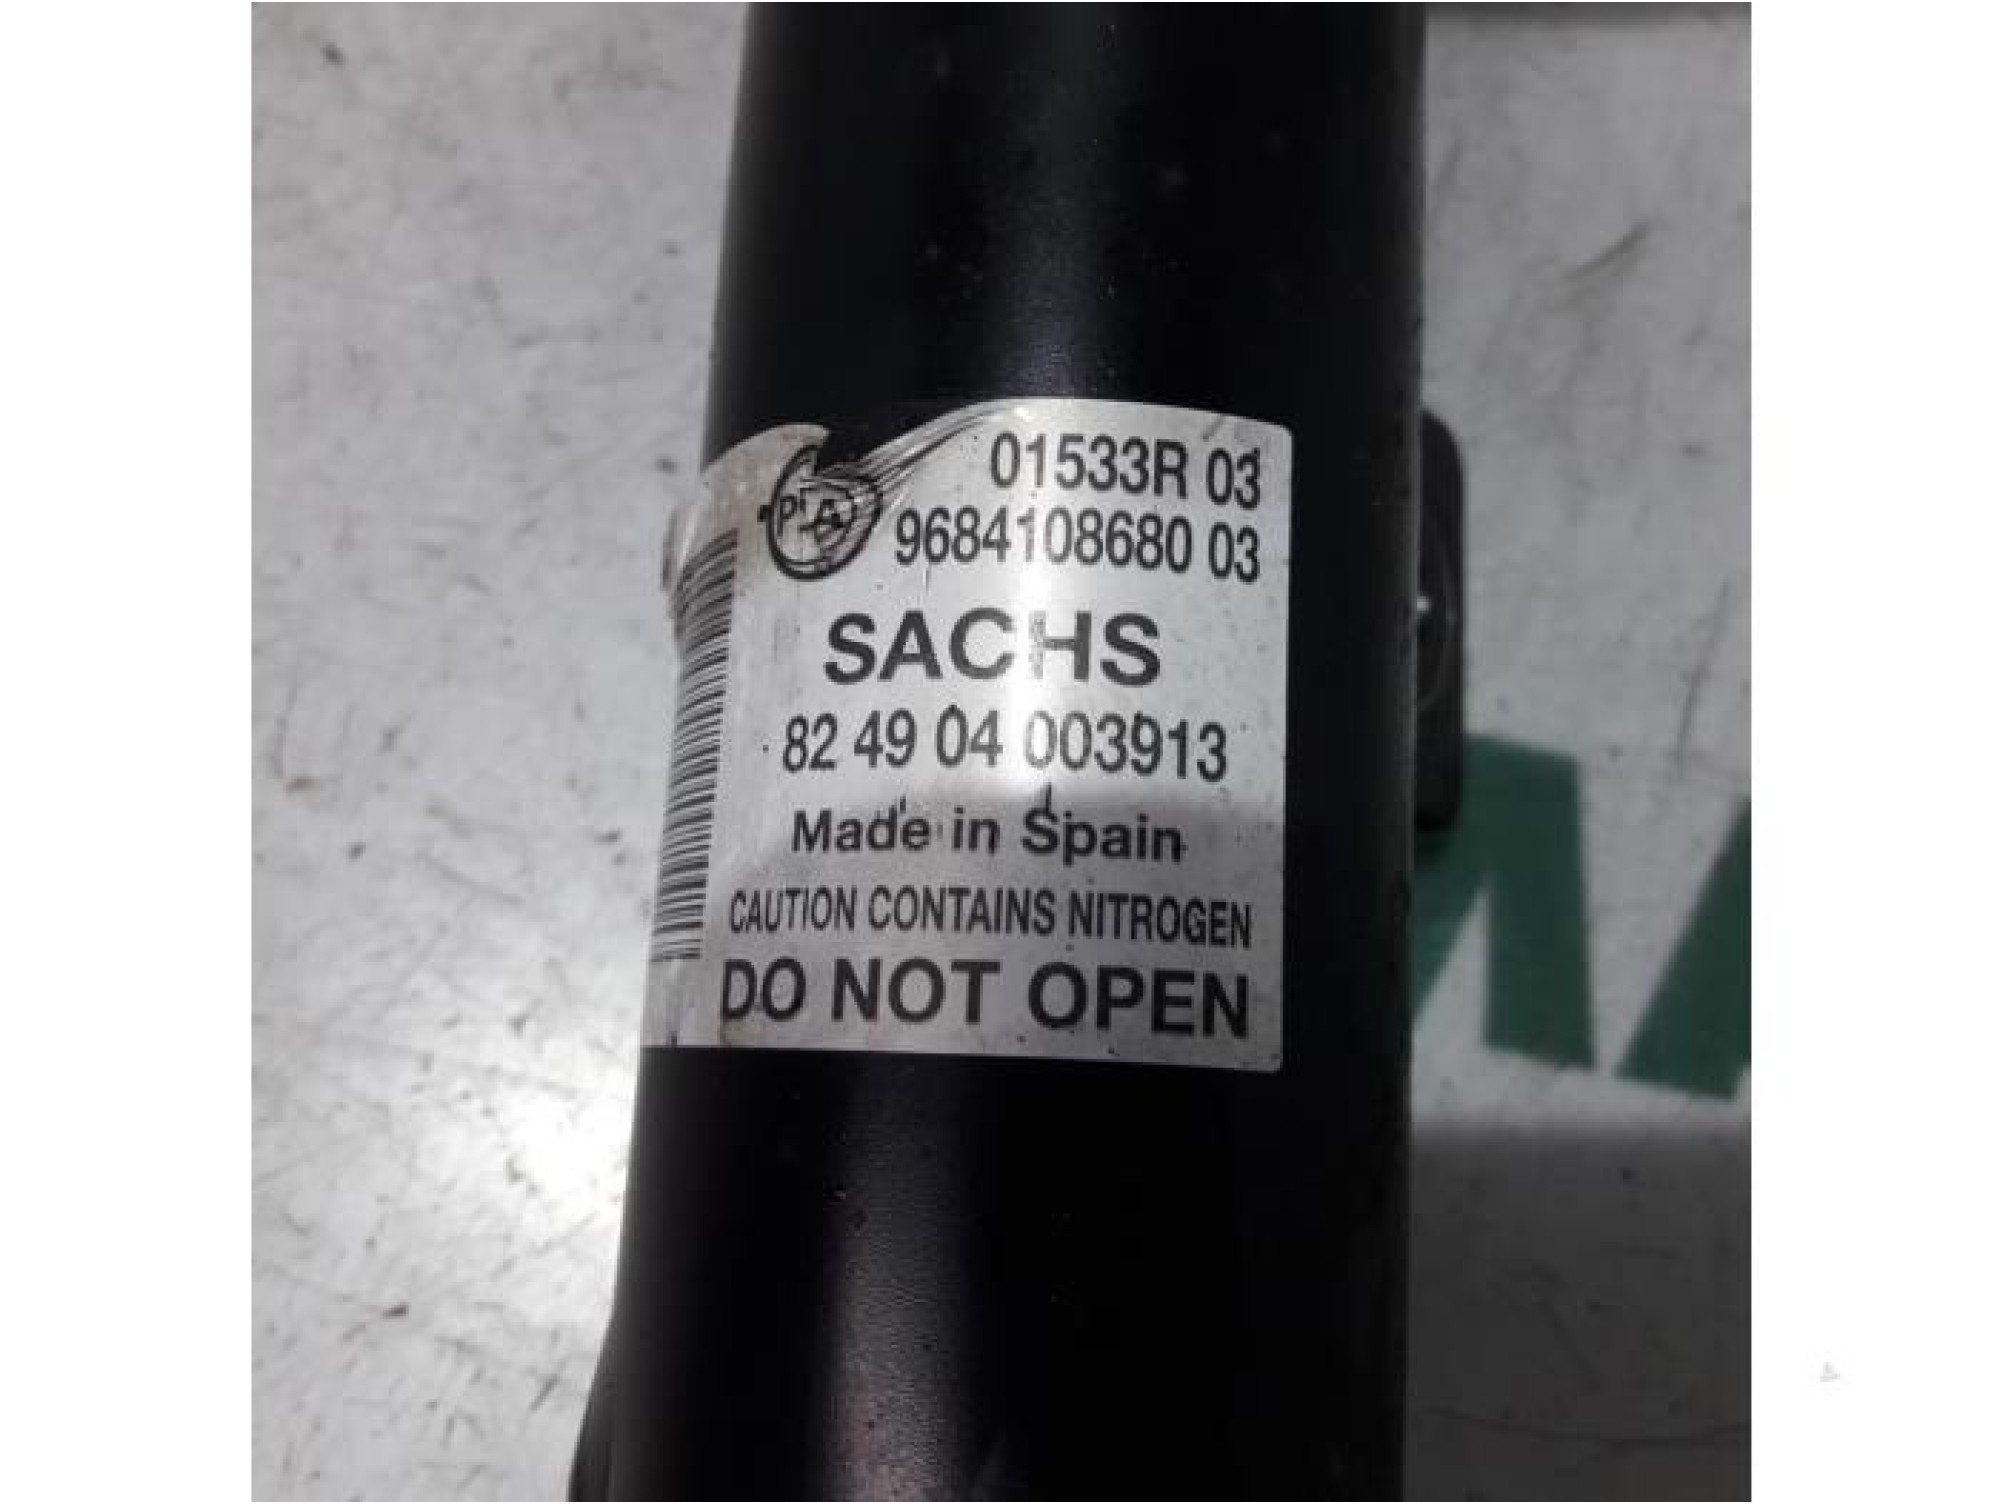 01533R 03
9684108680 03
SACHS
82 49 04 003913
Made in Spain
CAUTION CONTAINS NITROGEN
DO NOT OPEN